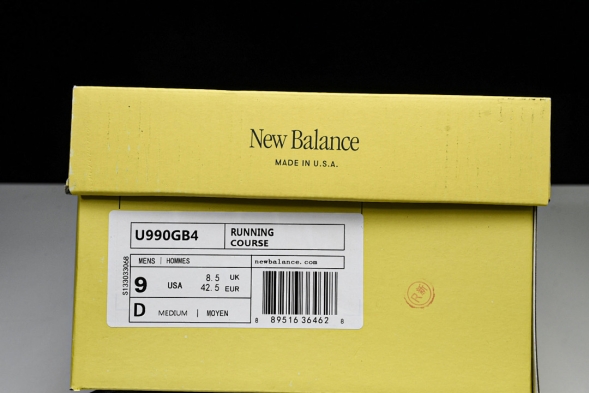 New Balance
MADE IN U.S.A.
U990GB4
RUNNING
COURSE
MENS | HOMMES
newbalance.com
9 USA 8.5 UK
42.5 EUR
D MEDIUM | MOYEN
8 89516 36462 8
S133033068